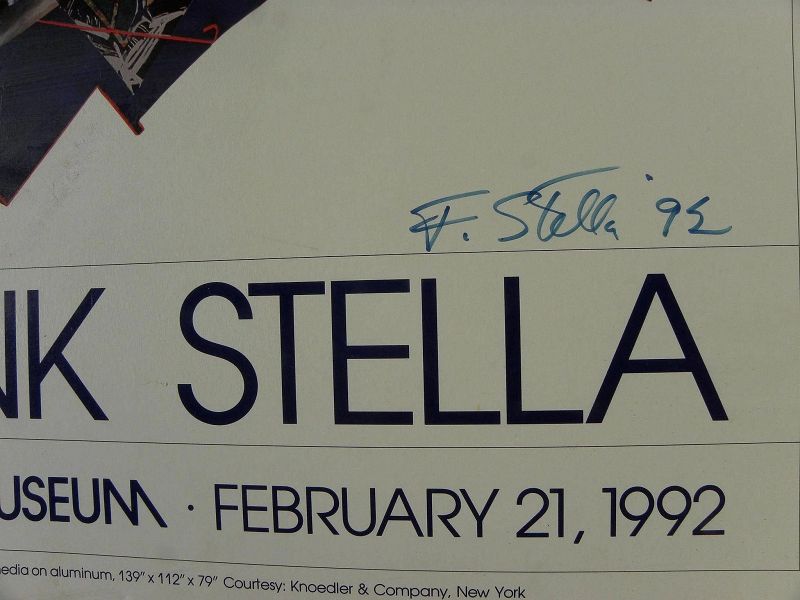 F. Stella '92
NK STELLA
USEUM · FEBRUARY 21, 1992
edia on aluminum, 139" x 112" x 79" Courtesy: Knoedler & Company, New York